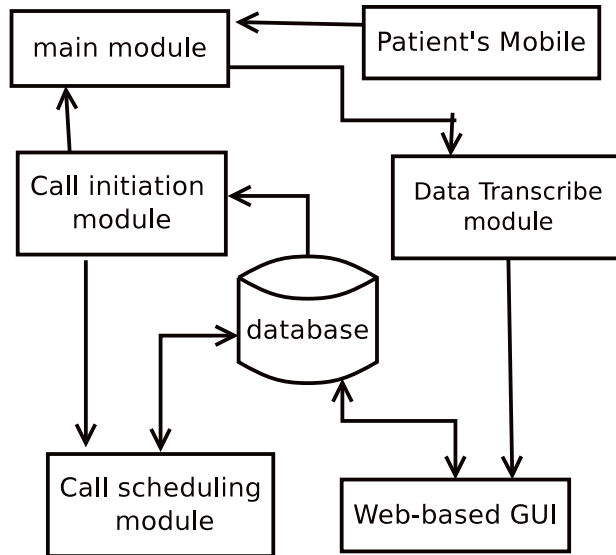 main module
Patient's Mobile
Call initiation
module
Data Transcribe
module
database
Call scheduling
module
Web-based GUI